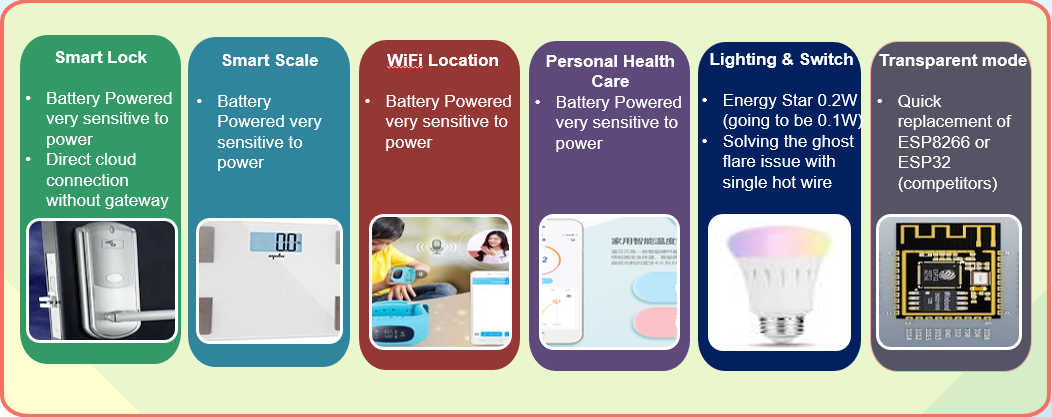 Smart Lock
• Battery Powered
very sensitive to
power
• Direct cloud
connection
without gateway
Smart Scale
• Battery
Powered very
sensitive to
power
0.0
WiFi Location
• Battery Powered
very sensitive to
power
Personal Health
Care
• Battery Powered
very sensitive to
power
家用智能温度
Lighting & Switch
• Energy Star 0.2W
(going to be 0.1W)
• Solving the ghost
flare issue with
single hot wire
Transparent mode
• Quick
replacement of
ESP8266 or
ESP32
(competitors)